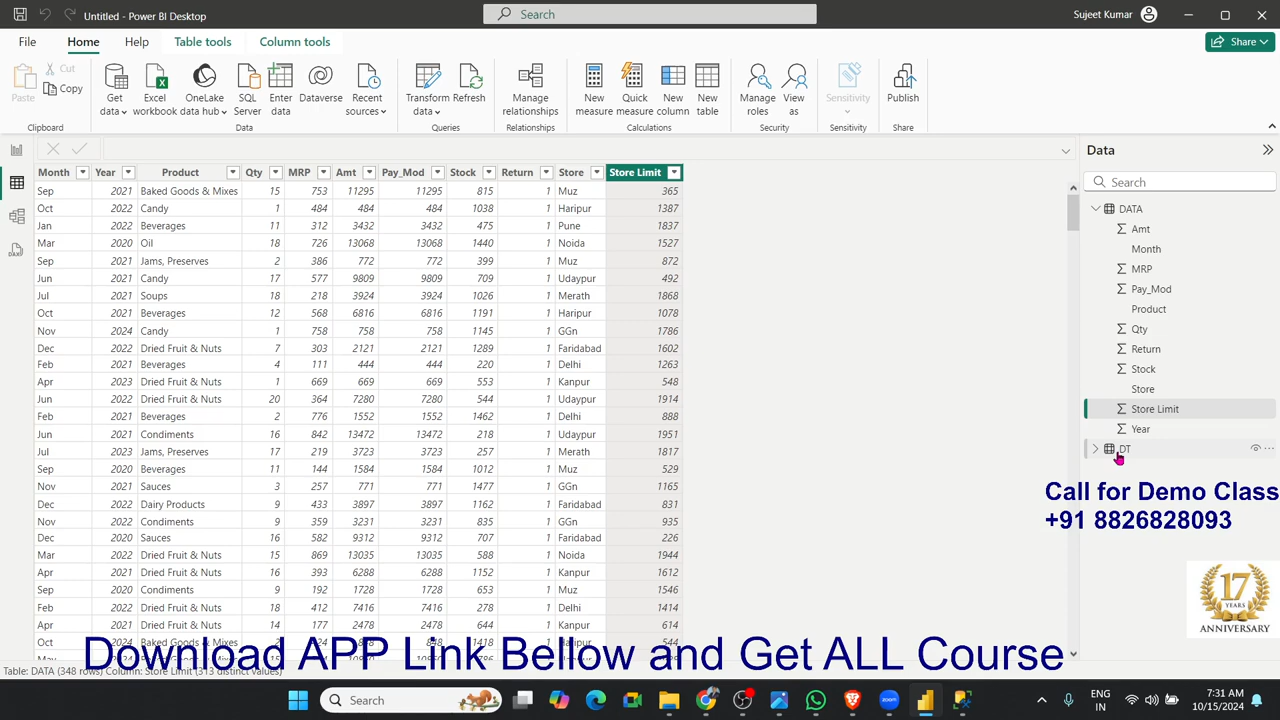 Untitled - Power BI Desktop
Search
Sujeet Kumar
File
Home
Help
Table tools
Column tools
Share
Paste
Cut
Copy
Get data
Excel workbook
OneLake data hub
SQL Server
Enter data
Dataverse
Recent sources
Transform data
Refresh
Manage relationships
New measure
Quick measure
New column
New table
Manage roles
View as
Sensitivity
Publish
Clipboard
Data
Queries
Relationships
Calculations
Security
Sensitivity
Share
Month Year Product Qty MRP Amt Pay_Mod Stock Return Store Store Limit
Sep 2021 Baked Goods & Mixes 15 753 11295 11295 815 1 Muz 365
Oct 2022 Candy 1 484 484 484 1038 1 Haripur 1387
Jan 2022 Beverages 11 312 3432 3432 475 1 Pune 1837
Mar 2020 Oil 18 726 13068 13068 1440 1 Noida 1527
Sep 2021 Jams, Preserves 2 386 772 772 399 1 Muz 872
Jun 2021 Candy 17 577 9809 9809 709 1 Udaypur 492
Jul 2021 Soups 18 218 3924 3924 1026 1 Merath 1868
Oct 2021 Beverages 12 568 6816 6816 1191 1 Haripur 1078
Nov 2024 Candy 1 758 758 758 1145 1 GGn 1786
Dec 2022 Dried Fruit & Nuts 7 303 2121 2121 1289 1 Faridabad 1602
Feb 2021 Beverages 4 111 444 444 220 1 Delhi 1263
Apr 2023 Dried Fruit & Nuts 1 669 669 669 553 1 Kanpur 548
Jun 2022 Dried Fruit & Nuts 20 364 7280 7280 544 1 Udaypur 1914
Feb 2021 Beverages 2 776 1552 1552 1462 1 Delhi 888
Jun 2021 Condiments 16 842 13472 13472 218 1 Udaypur 1951
Jul 2023 Jams, Preserves 17 219 3723 3723 257 1 Merath 1817
Sep 2020 Beverages 11 144 1584 1584 1012 1 Muz 529
Nov 2021 Sauces 3 257 771 771 1477 1 GGn 1165
Dec 2022 Dairy Products 9 433 3897 3897 1162 1 Faridabad 831
Nov 2022 Condiments 9 359 3231 3231 835 1 GGn 935
Dec 2020 Sauces 16 582 9312 9312 707 1 Faridabad 226
Mar 2022 Dried Fruit & Nuts 15 869 13035 13035 588 1 Noida 1944
Apr 2021 Dried Fruit & Nuts 16 393 6288 6288 1152 1 Kanpur 1612
Sep 2020 Condiments 9 192 1728 1728 653 1 Muz 1546
Feb 2022 Dried Fruit & Nuts 18 412 7416 7416 278 1 Delhi 1414
Apr 2021 Dried Fruit & Nuts 14 177 2478 2478 644 1 Kanpur 614
Oct 2024 Baked Goods & Mixes 1418 544
Table: DATA (348 rows) Column: Store Limit (313 distinct values)
Data
Search
DATA
Amt
Month
MRP
Pay_Mod
Product
Qty
Return
Stock
Store
Store Limit
Year
DT
Call for Demo Class
+91 8826828093
17
YEARS
ANNIVERSARY
Download APP Link Bellow and Get ALL Course
Search
ENG
IN
7:31 AM
10/15/2024